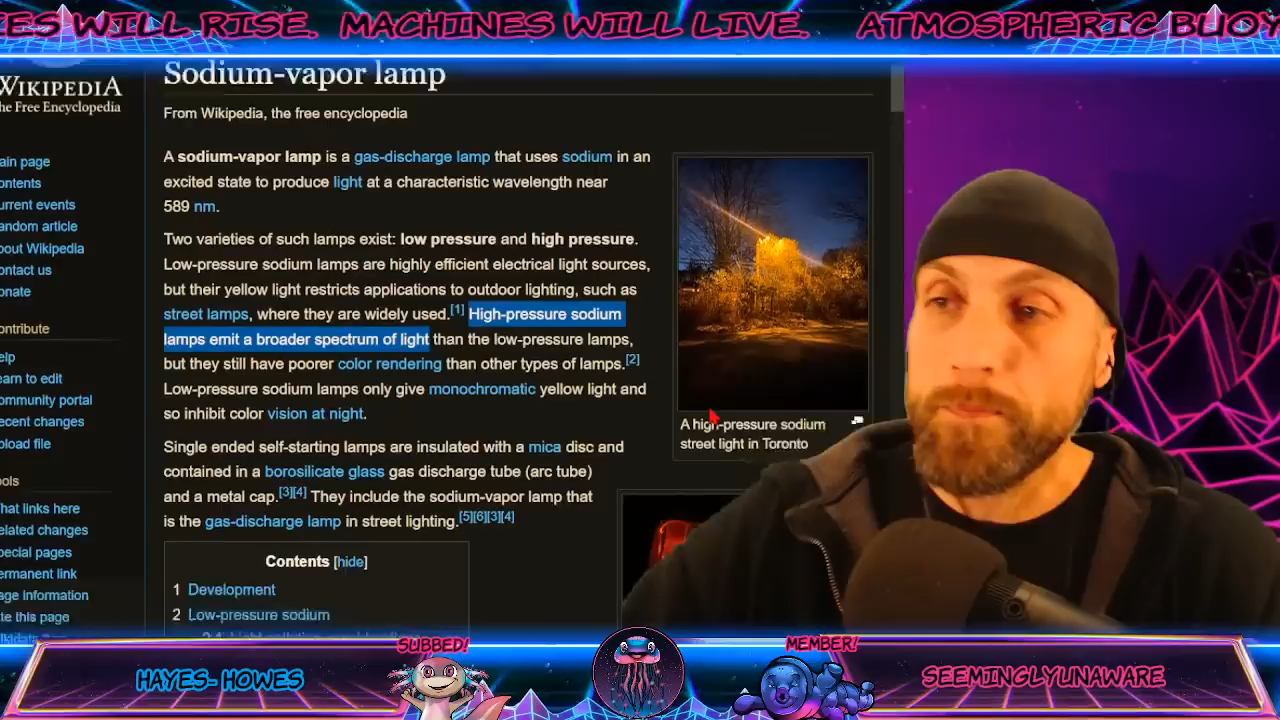 ES WILL RISE. MACHINES WILL LIVE. ATMOSPHERIC BUOY
WIKIPEDIA
he Free Encyclopedia
ain page
ontents
urrent events
andom article
bout Wikipedia
ontact us
onate
ontribute
elp
earn to edit
ommunity portal
ecent changes
pload file
ools
hat links here
elated changes
pecial pages
ermanent link
age information
ite this page
Sodium-vapor lamp
From Wikipedia, the free encyclopedia
A sodium-vapor lamp is a gas-discharge lamp that uses sodium in an
excited state to produce light at a characteristic wavelength near
589 nm.
Two varieties of such lamps exist: low pressure and high pressure.
Low-pressure sodium lamps are highly efficient electrical light sources,
but their yellow light restricts applications to outdoor lighting, such as
street lamps, where they are widely used.[1] High-pressure sodium
lamps emit a broader spectrum of light than the low-pressure lamps,
but they still have poorer color rendering than other types of lamps.[2]
Low-pressure sodium lamps only give monochromatic yellow light and
so inhibit color vision at night.
Single ended self-starting lamps are insulated with a mica disc and
contained in a borosilicate glass gas discharge tube (arc tube)
and a metal cap.[3][4] They include the sodium-vapor lamp that
is the gas-discharge lamp in street lighting.[5][6][3][4]
Contents [hide]
1 Development
2 Low-pressure sodium
A high-pressure sodium
street light in Toronto
SUBBED!
HAYES- HOWES
MEMBER!
SEEMINGLYUNAWARE